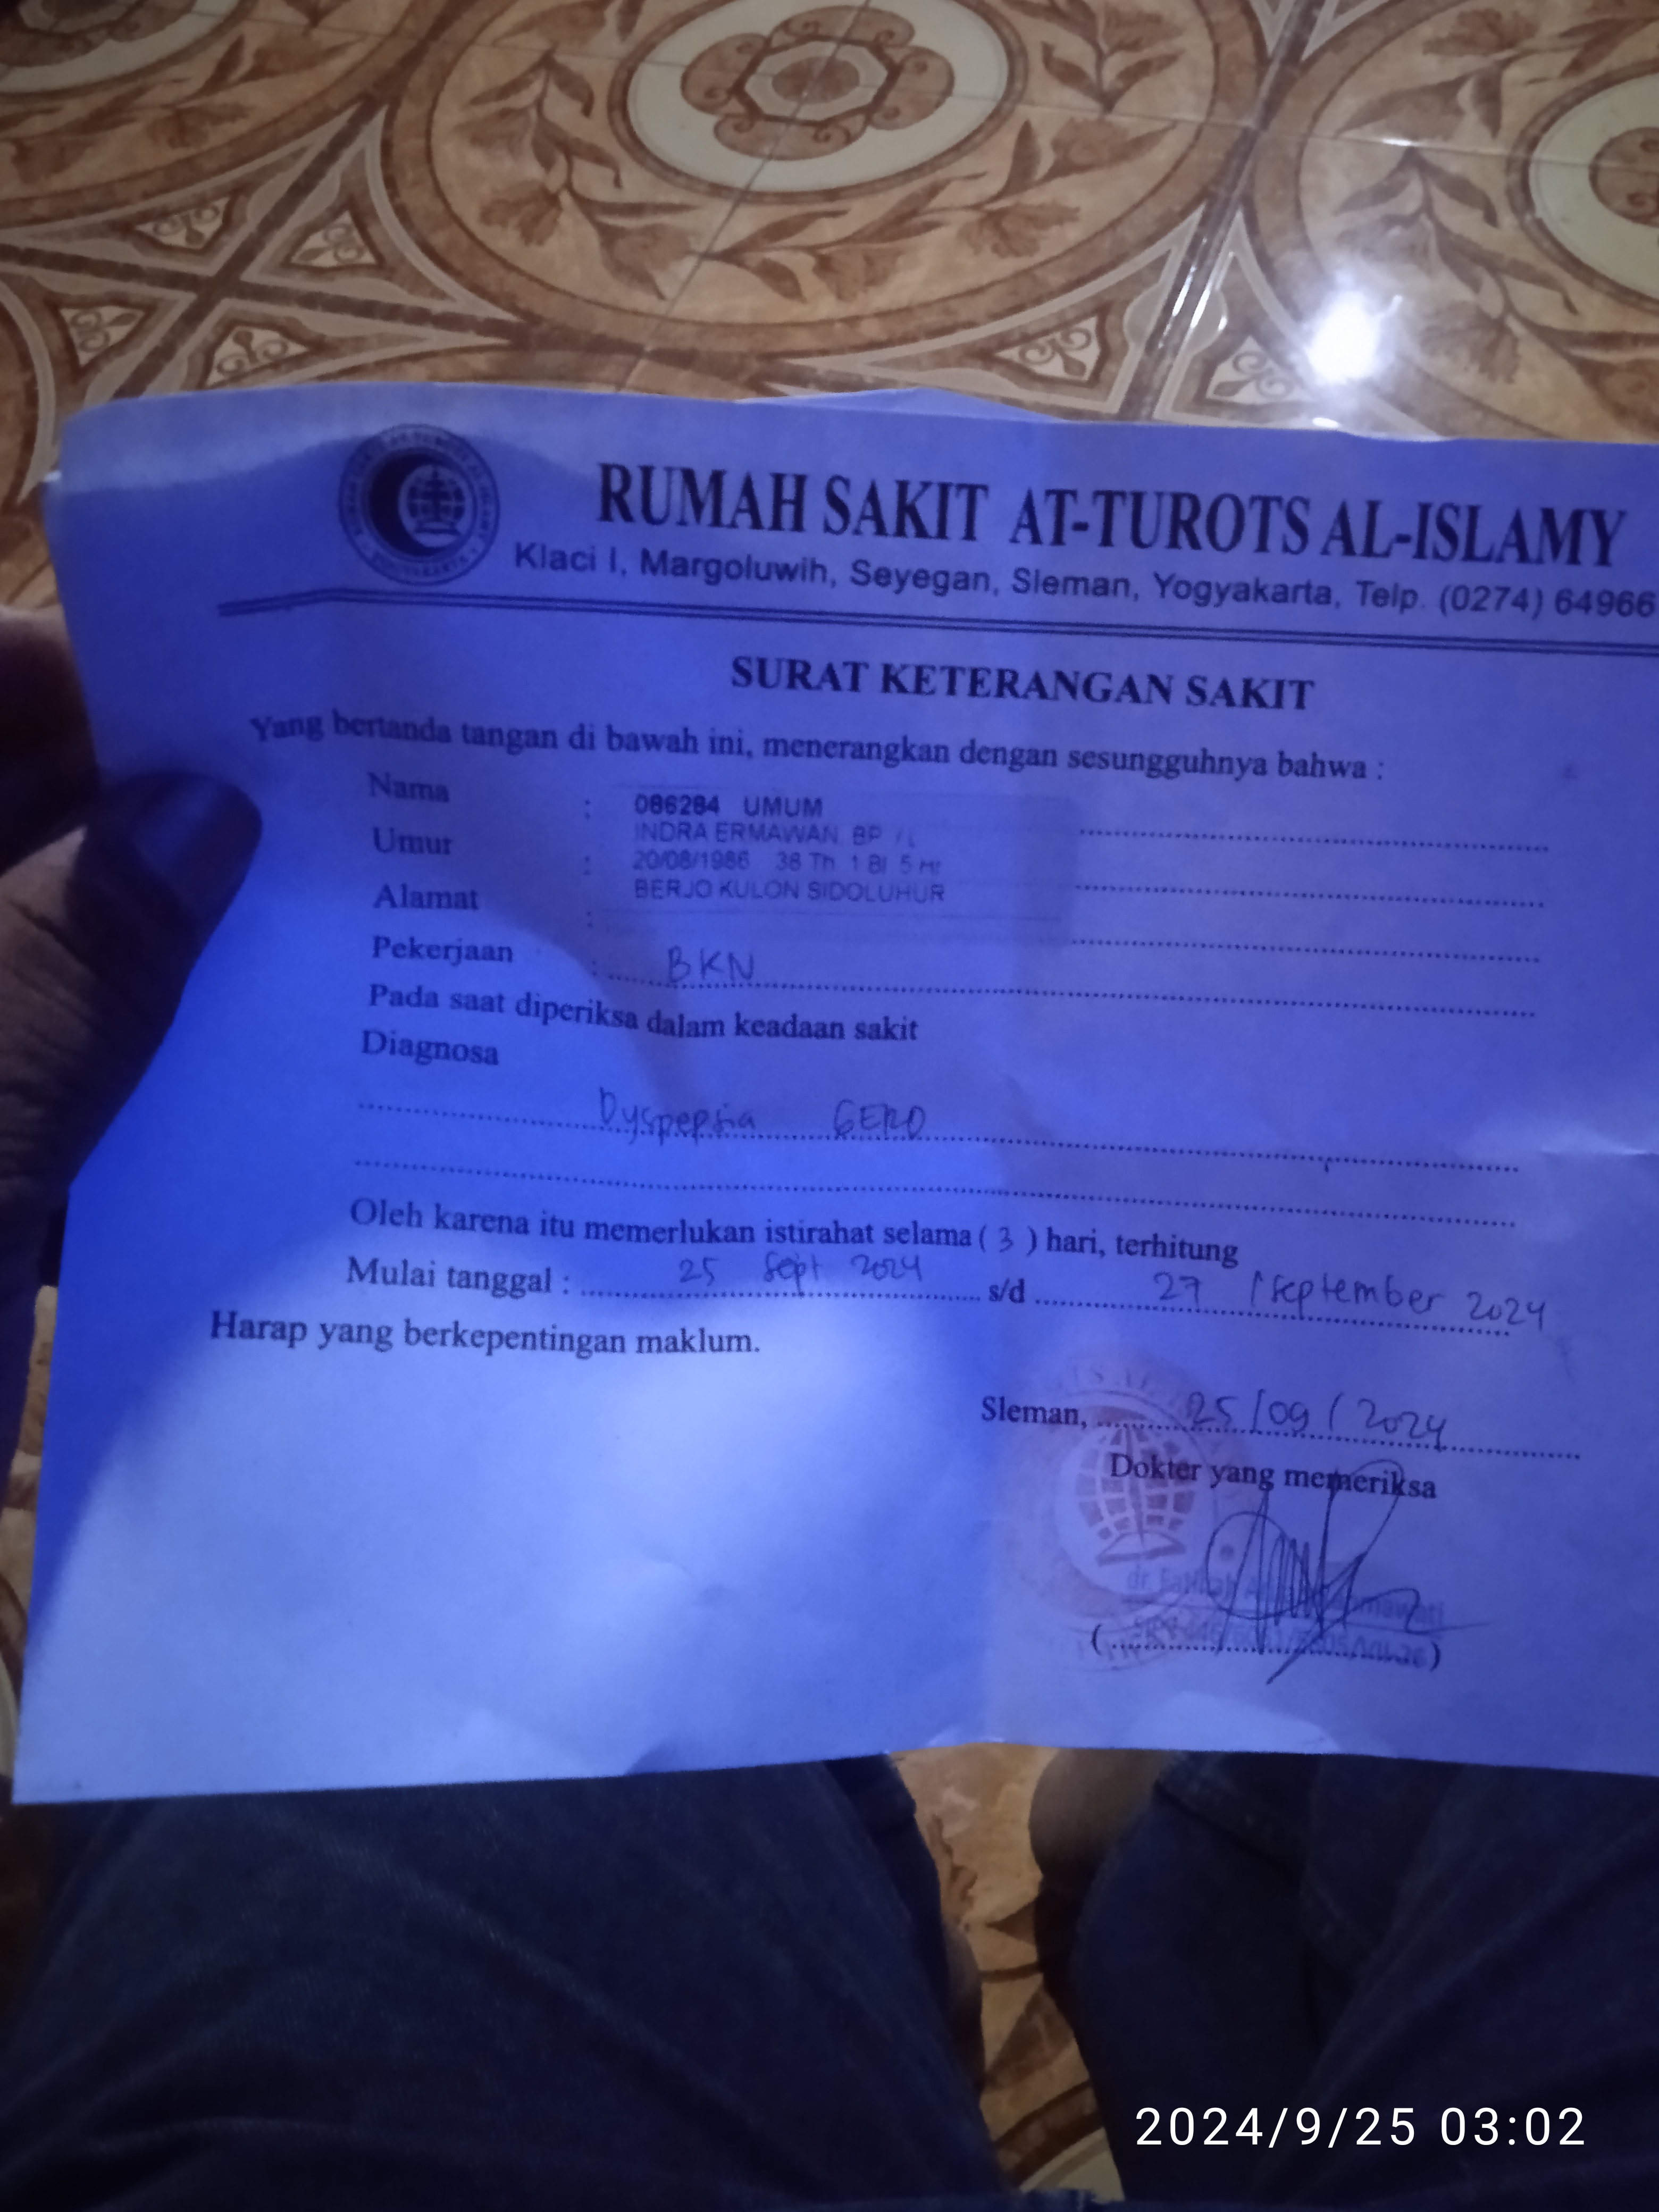 RUMAH SAKIT AT-TUROTS AL-ISLAMY
Klaci I, Margoluwih, Seyegan, Sleman, Yogyakarta, Telp. (0274) 64966
SURAT KETERANGAN SAKIT
Yang bertanda tangan di bawah ini, menerangkan dengan sesungguhnya bahwa :
Nama : 086284 UMUM
INDRA ERMAWAN BP / L
Umur : 20/08/1986 38 Th 1 Bl 5 Hr
Alamat : BERJO KULON SIDOLUHUR
Pekerjaan : BKN
Pada saat diperiksa dalam keadaan sakit
Diagnosa
Dyspepsia GERD
Oleh karena itu memerlukan istirahat selama ( 3 ) hari, terhitung
Mulai tanggal : 25 Sept 2024 s/d 27 September 2024
Harap yang berkepentingan maklum.
Sleman, 25/09/2024
Dokter yang memeriksa
dr.
2024/9/25 03:02